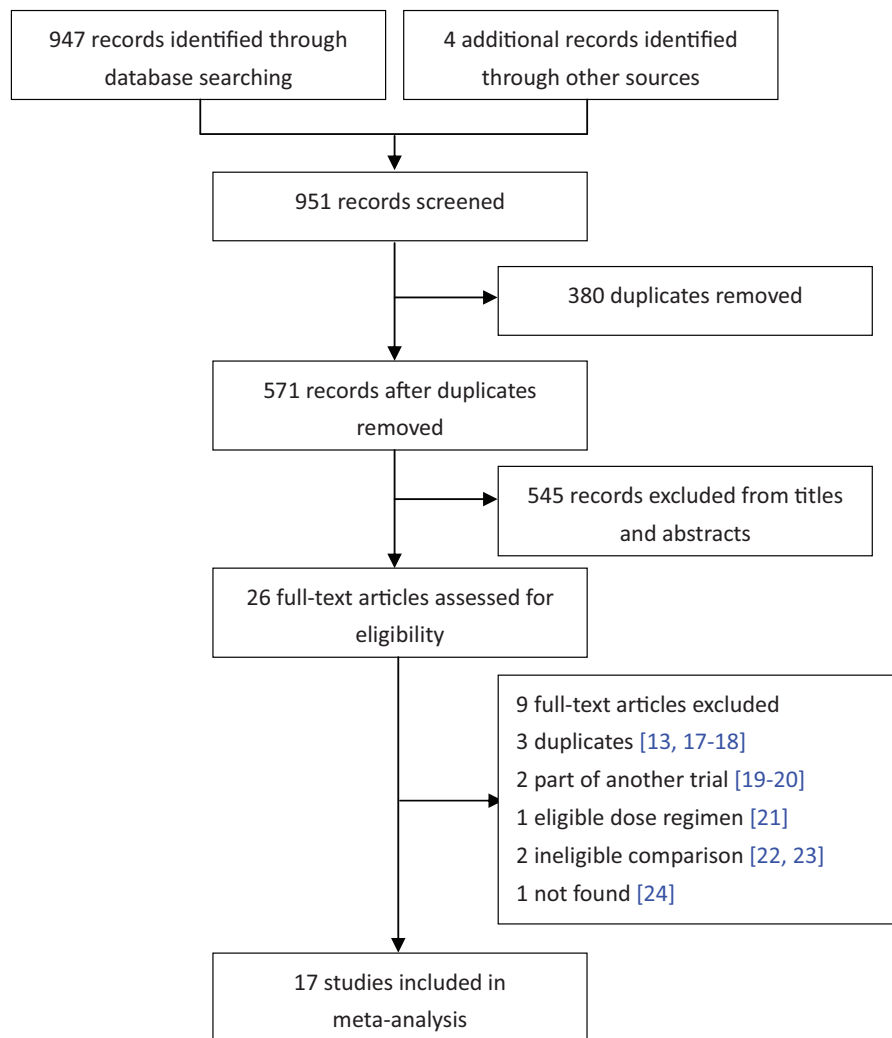 947 records identified through
database searching
4 additional records identified
through other sources
951 records screened
380 duplicates removed
571 records after duplicates
removed
545 records excluded from titles
and abstracts
26 full-text articles assessed for
eligibility
9 full-text articles excluded
3 duplicates [13, 17-18]
2 part of another trial [19-20]
1 eligible dose regimen [21]
2 ineligible comparison [22, 23]
1 not found [24]
17 studies included in
meta-analysis